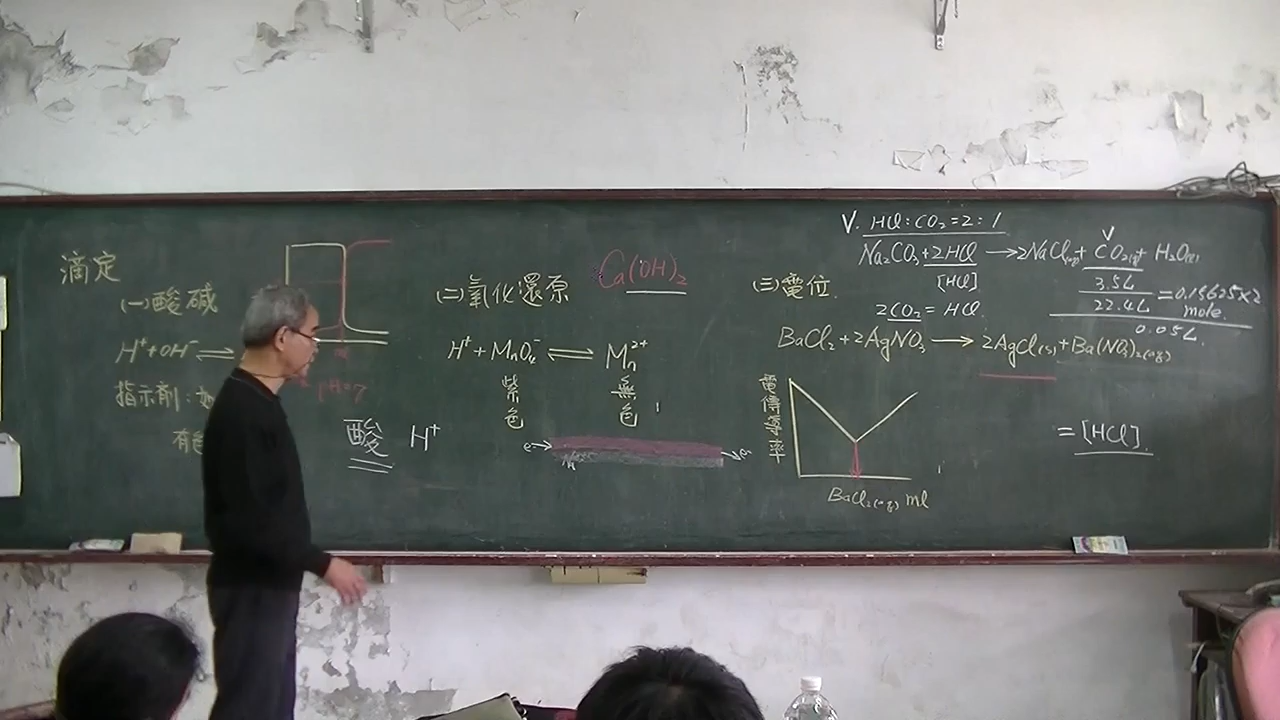 滴定
(一)酸碱
H⁺+OH⁻⇌
指示劑:如
有色
pH=7
酸 H⁺
(二)氧化還原
Ca(OH)₂
H⁺+MnO₄⁻⇌Mn²⁺
紫色
無色
e⁻→
(三)電位
V. HCl:CO₂=2:1
Na₂CO₃+2HCl→2NaCl(aq)+CO₂(g)+H₂O(l)
[HCl]
V
3.5L
22.4L
=0.15625×2
mole.
0.05L
2CO₂=HCl
BaCl₂+2AgNO₃→2AgCl(s)+Ba(NO₃)₂(aq)
電傳導率
BaCl₂(aq) ml
=[HCl].